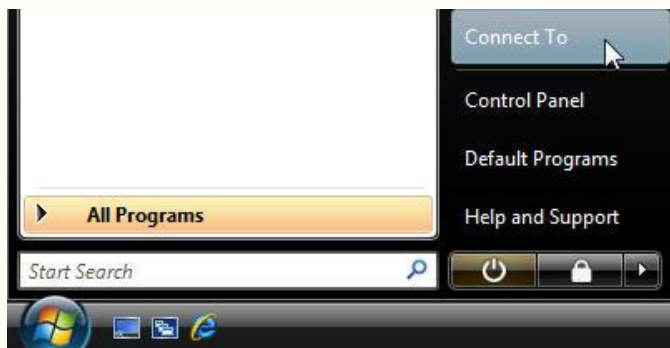 Connect To
Control Panel
Default Programs
All Programs
Help and Support
Start Search